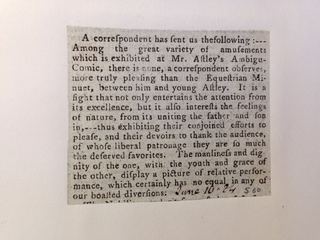 A correspondent has sent us thefollowing :---
Among the great variety of amusements
which is exhibited at Mr. Astley's Ambigu-
Comic, there is none, a correspondent observes,
more truly pleasing than the Equestrian Mi-
nuet, between him and young Astley. It is a
sight that not only entertains the attention from
its excellence, but it also interests the feelings
of nature, from its uniting the father and son
in,---thus exhibiting their conjoined efforts to
please, and their devoirs to thank the audience,
of whose liberal patronage they are so much
the deserved favorites. The manliness and dig-
nity of the one, with the youth and grace of
the other, display a picture of relative perfor-
mance, which certainly has no equal in any of
our boasted diversions. June 10-